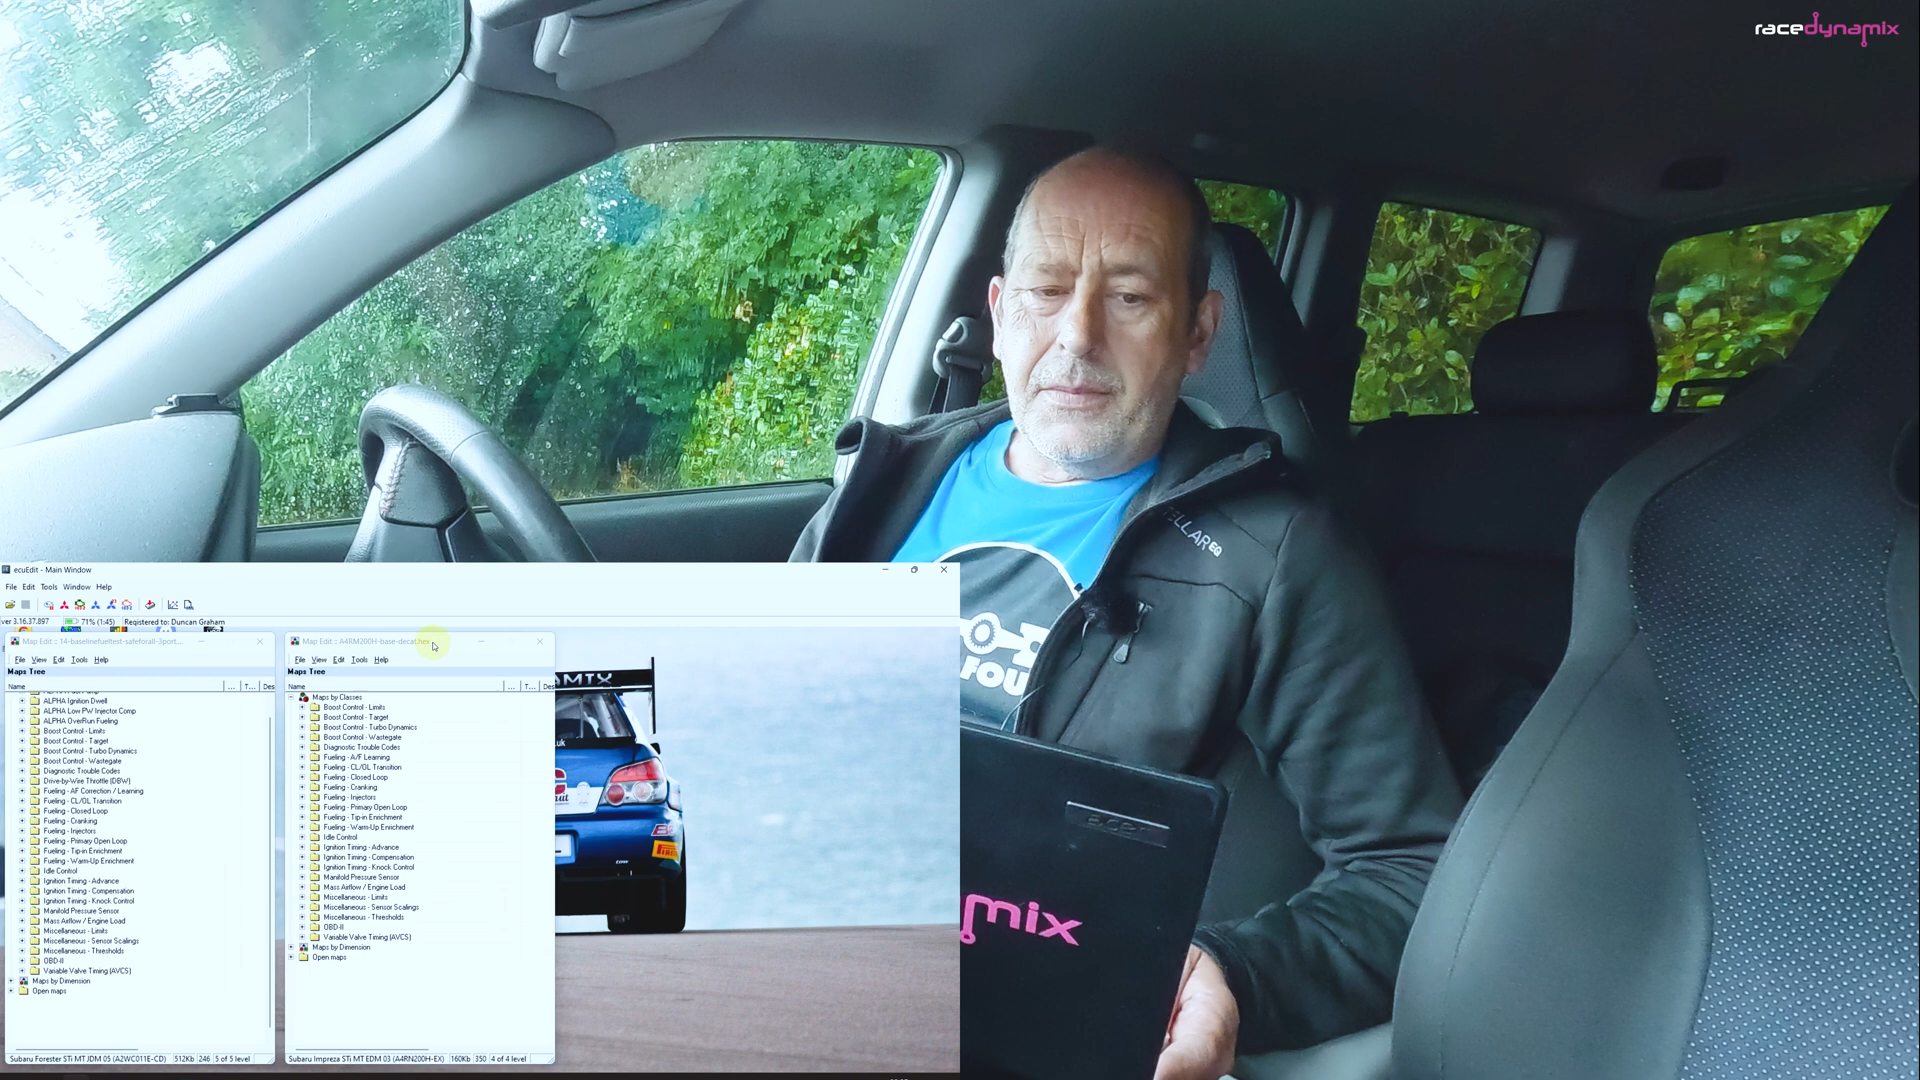 racedynamix
TELLAREQ
FOU
acer
mix
ecuEdit - Main Window
File Edit Tools Window Help
ver 3.16.37.897
71% (1:45)
Registered to: Duncan Graham
Map Edit :: 14-baselinefueltest-safeforall-3port...
File View Edit Tools Help
Maps Tree
Name ... T... Des
ALPHA Ignition Dwell
ALPHA Low PW Injector Comp
ALPHA OverRun Fueling
Boost Control - Limits
Boost Control - Target
Boost Control - Turbo Dynamics
Boost Control - Wastegate
Diagnostic Trouble Codes
Drive-by-Wire Throttle (DBW)
Fueling - AF Correction / Learning
Fueling - CL/OL Transition
Fueling - Closed Loop
Fueling - Cranking
Fueling - Injectors
Fueling - Primary Open Loop
Fueling - Tip-in Enrichment
Fueling - Warm-Up Enrichment
Idle Control
Ignition Timing - Advance
Ignition Timing - Compensation
Ignition Timing - Knock Control
Manifold Pressure Sensor
Mass Airflow / Engine Load
Miscellaneous - Limits
Miscellaneous - Sensor Scalings
Miscellaneous - Thresholds
OBD-II
Variable Valve Timing (AVCS)
Maps by Dimension
Open maps
Subaru Forester STi MT JDM 05 (A2WC011E-CD) 512Kb 246 5 of 5 level
Map Edit :: A4RM200H-base-decat.hex
File View Edit Tools Help
Maps Tree
Name ... T... Des
Maps by Classes
Boost Control - Limits
Boost Control - Target
Boost Control - Turbo Dynamics
Boost Control - Wastegate
Diagnostic Trouble Codes
Fueling - A/F Learning
Fueling - CL/OL Transition
Fueling - Closed Loop
Fueling - Cranking
Fueling - Injectors
Fueling - Primary Open Loop
Fueling - Tip-in Enrichment
Fueling - Warm-Up Enrichment
Idle Control
Ignition Timing - Advance
Ignition Timing - Compensation
Ignition Timing - Knock Control
Manifold Pressure Sensor
Mass Airflow / Engine Load
Miscellaneous - Limits
Miscellaneous - Sensor Scalings
Miscellaneous - Thresholds
OBD-II
Variable Valve Timing (AVCS)
Maps by Dimension
Open maps
Subaru Impreza STi MT EDM 03 (A4RN200H-EX) 160Kb 350 4 of 4 level
AMIX
.uk